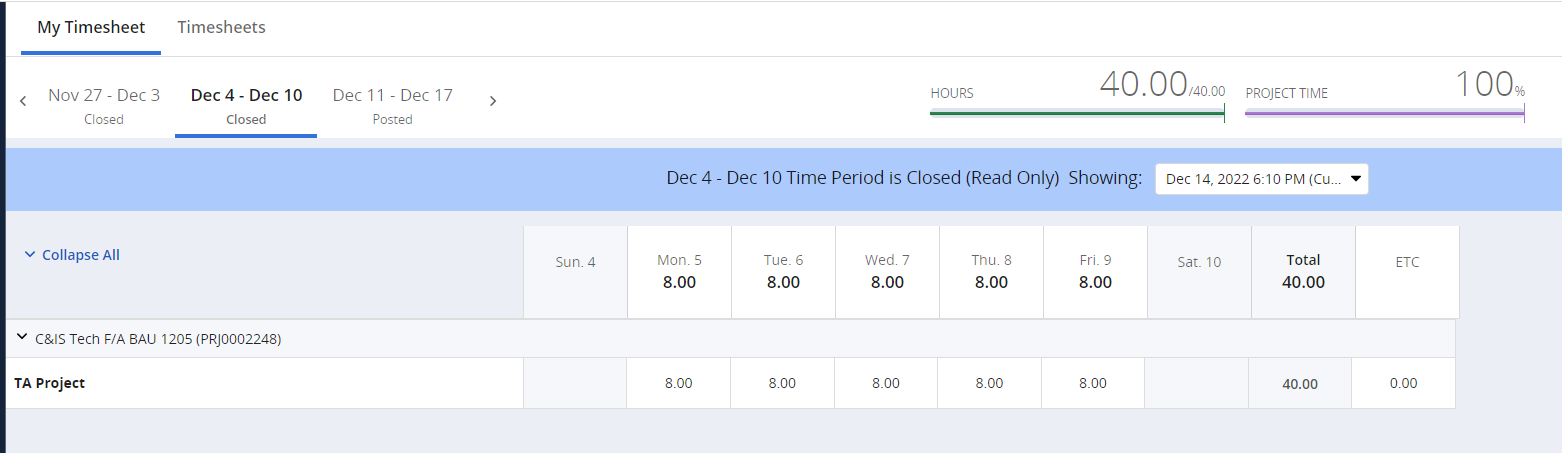 My Timesheet Timesheets
Nov 27 - Dec 3 Dec 4 - Dec 10 Dec 11 - Dec 17 HOURS 40.00/40.00 PROJECT TIME 100%
Closed Closed Posted
Dec 4 - Dec 10 Time Period is Closed (Read Only) Showing: Dec 14, 2022 6:10 PM (Cu...
Collapse All Sun. 4 Mon. 5 Tue. 6 Wed. 7 Thu. 8 Fri. 9 Sat. 10 Total ETC
8.00 8.00 8.00 8.00 8.00 40.00
C&IS Tech F/A BAU 1205 (PRJ0002248)
TA Project 8.00 8.00 8.00 8.00 8.00 40.00 0.00